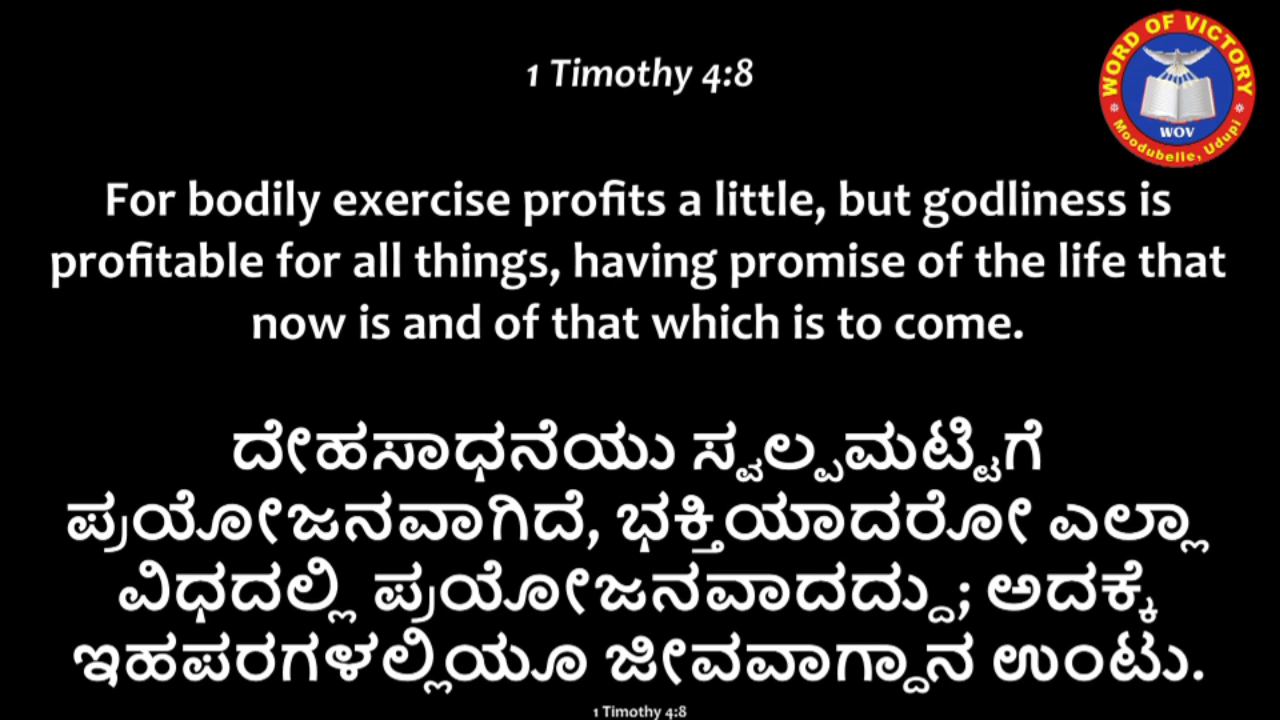 1 Timothy 4:8
WORD OF VICTORY
WOV
Moodubelle, Udupi
For bodily exercise profits a little, but godliness is
profitable for all things, having promise of the life that
now is and of that which is to come.
ದೇಹಸಾಧನೆಯು ಸ್ವಲ್ಪಮಟ್ಟಿಗೆ
ಪ್ರಯೋಜನವಾಗಿದೆ, ಭಕ್ತಿಯಾದರೋ ಎಲ್ಲಾ
ವಿಧದಲ್ಲಿ ಪ್ರಯೋಜನವಾದದ್ದು; ಅದಕ್ಕೆ
ಇಹಪರಗಳಲ್ಲಿಯೂ ಜೀವವಾಗ್ದಾನ ಉಂಟು.
1 Timothy 4:8